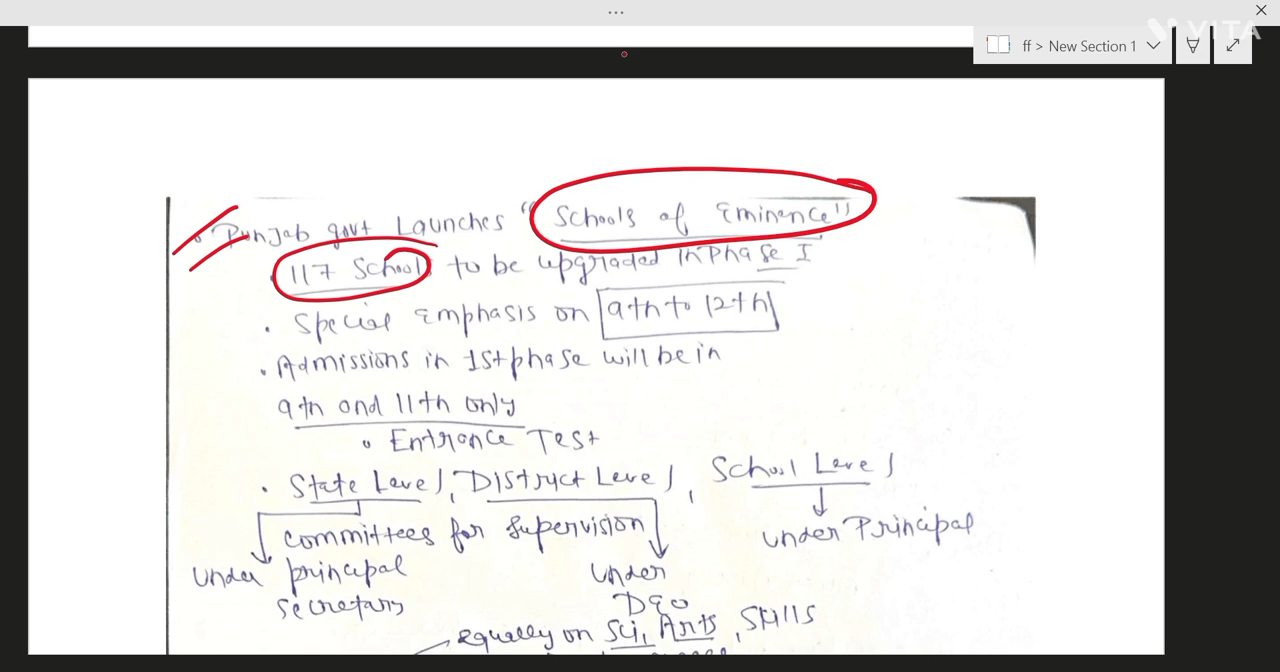 ...
VITA
ff > New Section 1
• Punjab govt Launches "Schools of Eminence"
117 School to be upgraded in Phase I
• Special Emphasis on 9th to 12th
• Admissions in 1st phase will be in
9th and 11th only
• Entrance Test
• State Level, District Level, School Level
committees for supervision
under Principal
under principal
secretary
under
DEO
Equally on Sci, Arts, Skills